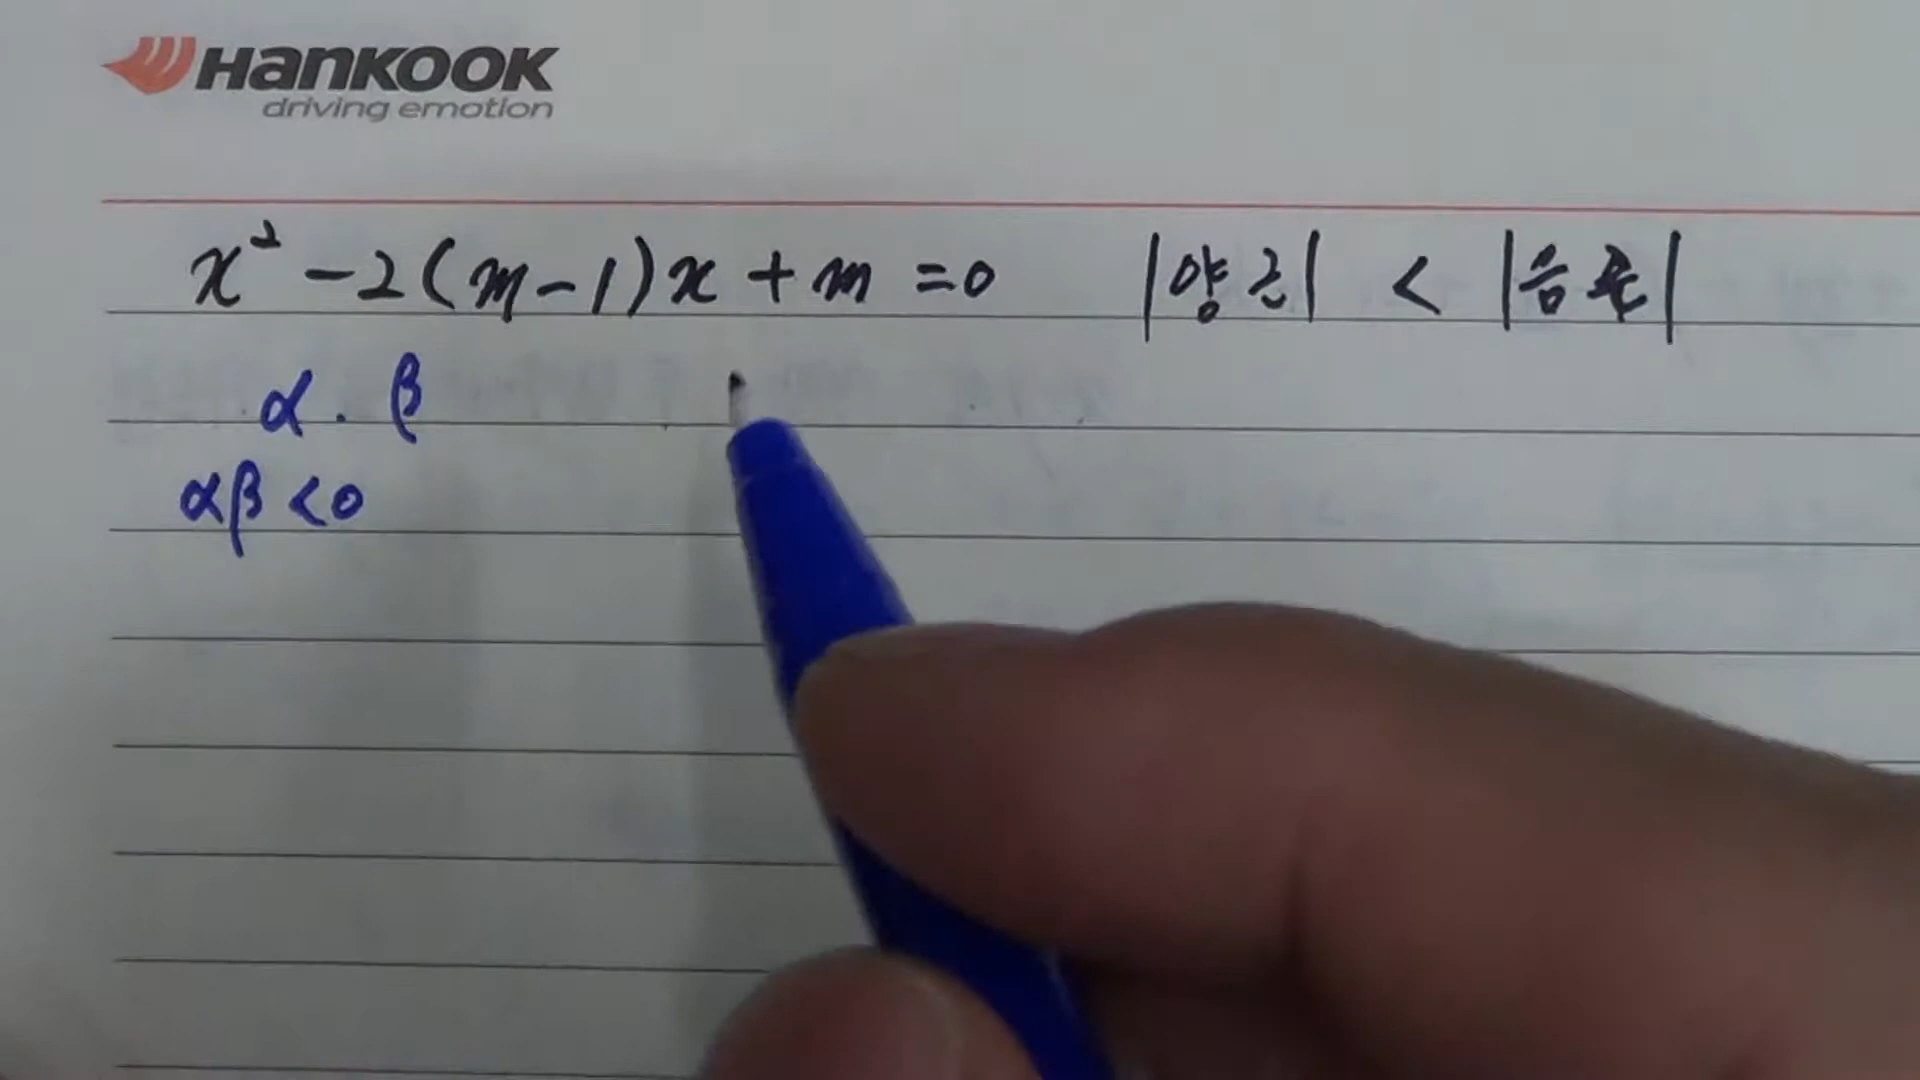 HANKOOK
driving emotion
x² - 2(m-1)x + m = 0 |양근| < |음근|
α . β
αβ < 0